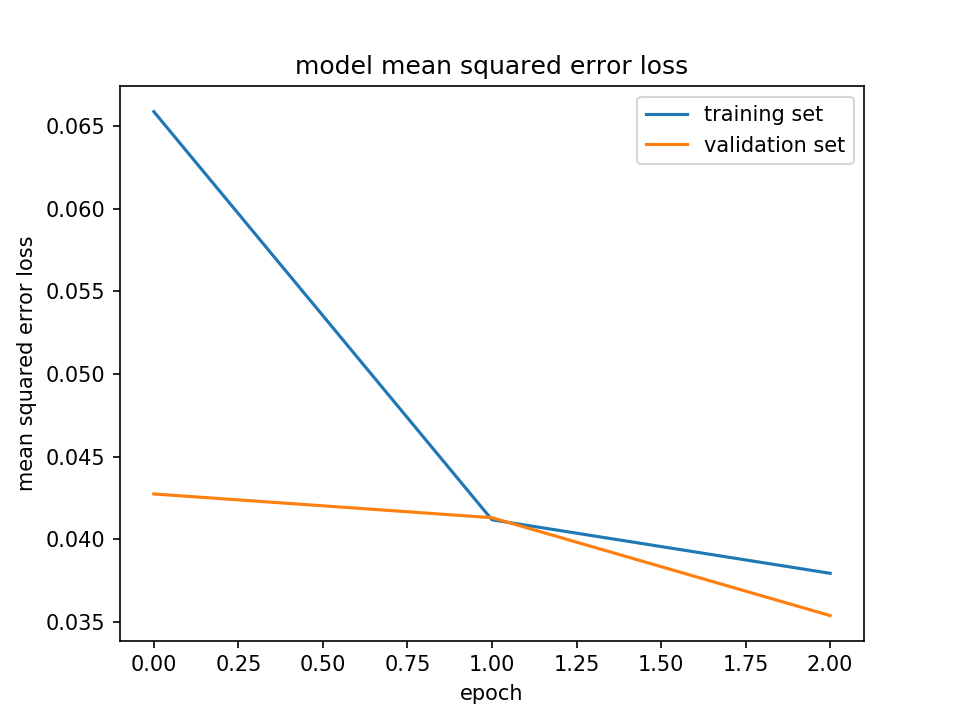 model mean squared error loss
training set
validation set
0.065
0.060
0.055
0.050
0.045
0.040
0.035
mean squared error loss
0.00 0.25 0.50 0.75 1.00 1.25 1.50 1.75 2.00
epoch